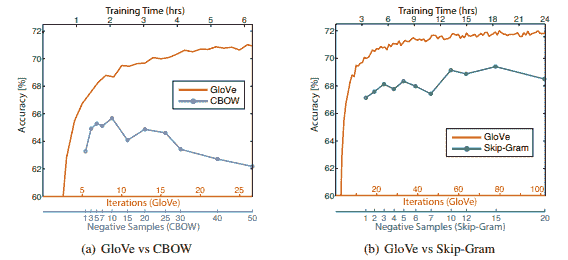 Training Time (hrs)
1 2 3 4 5 6
72
70
68
66
64
62
60
Accuracy [%]
GloVe
CBOW
5 10 15 20 25
Iterations (GloVe)
1 3 5 7 10 15 20 25 30 40 50
Negative Samples (CBOW)
(a) GloVe vs CBOW
Training Time (hrs)
3 6 9 12 15 18 21 24
72
70
68
66
64
62
60
Accuracy [%]
GloVe
Skip-Gram
20 40 60 80 100
Iterations (GloVe)
1 2 3 4 5 6 7 10 12 15 20
Negative Samples (Skip-Gram)
(b) GloVe vs Skip-Gram